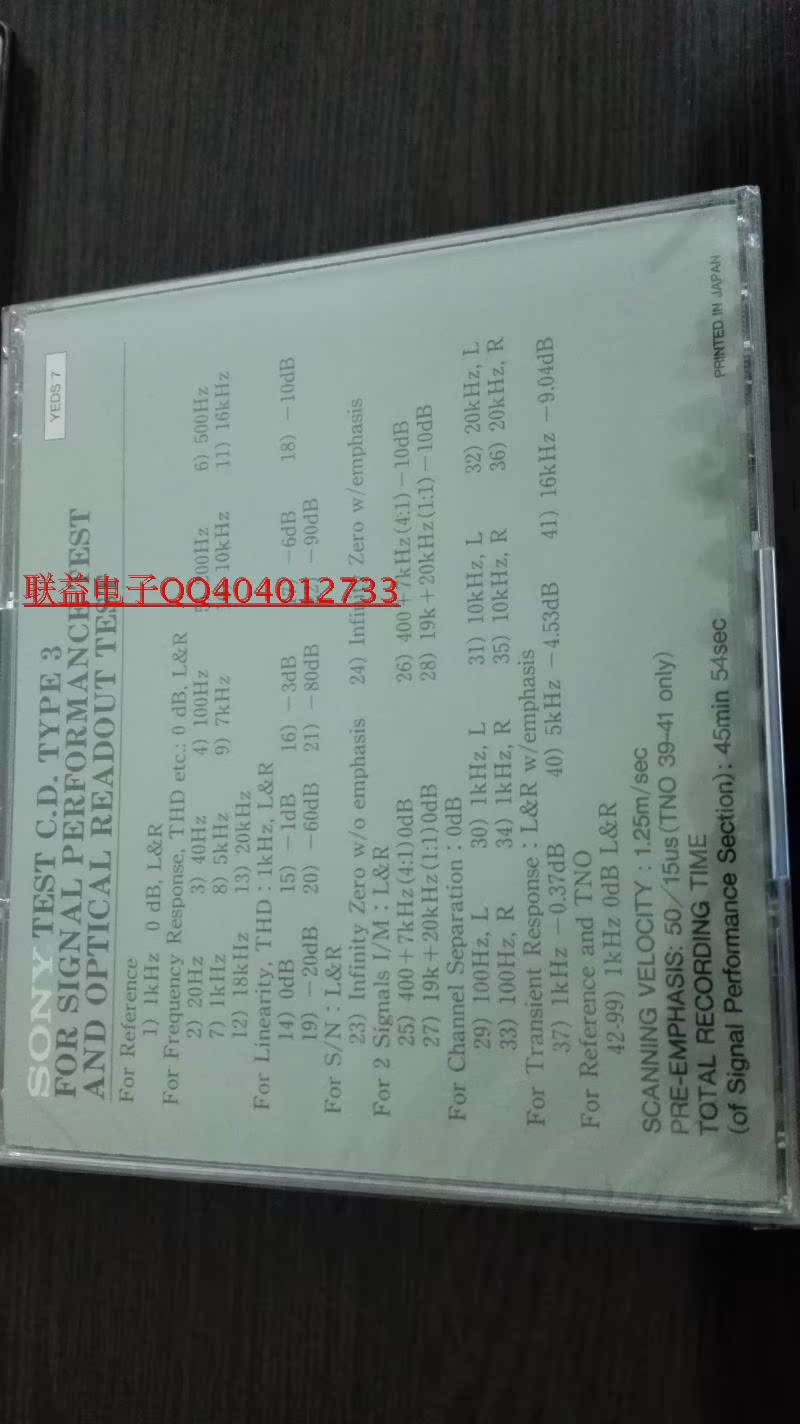 SONY TEST C.D. TYPE 3
YEDS 7
FOR SIGNAL PERFORMANCE TEST
AND OPTICAL READOUT TEST
For Reference
1) 1kHz 0 dB, L&R
For Frequency Response, THD etc.: 0 dB, L&R
2) 20Hz 3) 40Hz 4) 100Hz 6) 500Hz
7) 1kHz 8) 5kHz 9) 7kHz 10kHz 11) 16kHz
12) 18kHz 13) 20kHz
For Linearity, THD : 1kHz, L&R
14) 0dB 15) −1dB 16) −3dB −6dB 18) −10dB
19) −20dB 20) −60dB 21) −80dB −90dB
For S/N : L&R
23) Infinity Zero w/o emphasis 24) Infinity Zero w/emphasis
For 2 Signals I/M : L&R
25) 400+7kHz(4:1)0dB 26) 400+7kHz(4:1)−10dB
27) 19k+20kHz(1:1)0dB 28) 19k+20kHz(1:1)−10dB
For Channel Separation : 0dB
29) 100Hz, L 30) 1kHz, L 31) 10kHz, L 32) 20kHz, L
33) 100Hz, R 34) 1kHz, R 35) 10kHz, R 36) 20kHz, R
For Transient Response : L&R w/emphasis
37) 1kHz −0.37dB 40) 5kHz −4.53dB 41) 16kHz −9.04dB
For Reference and TNO
42-99) 1kHz 0dB L&R
SCANNING VELOCITY : 1.25m/sec
PRE-EMPHASIS: 50/15us(TNO 39-41 only)
TOTAL RECORDING TIME
(of Signal Performance Section): 45min 54sec
PRINTED IN JAPAN
联益电子QQ404012733